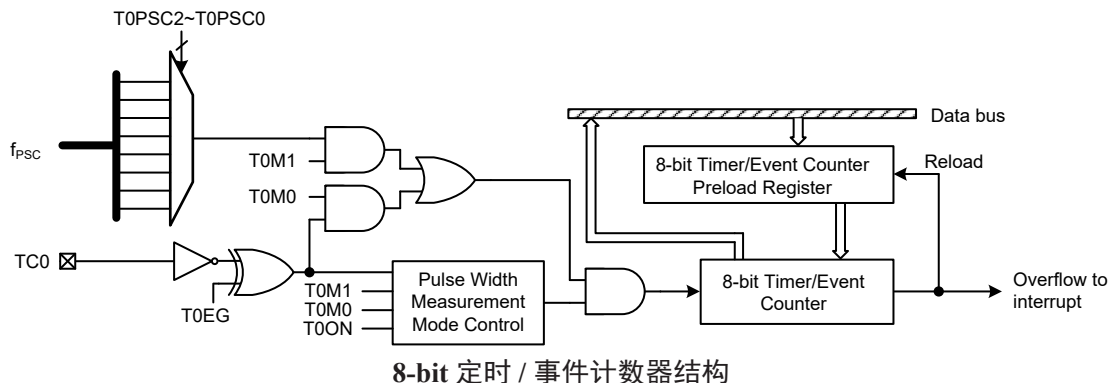 T0PSC2~T0PSC0
fPSC
T0M1
T0M0
TC0
T0EG
T0M1
T0M0
T0ON
Pulse Width
Measurement
Mode Control
Data bus
8-bit Timer/Event Counter
Preload Register
Reload
8-bit Timer/Event
Counter
Overflow to
interrupt
8-bit 定时 / 事件计数器结构